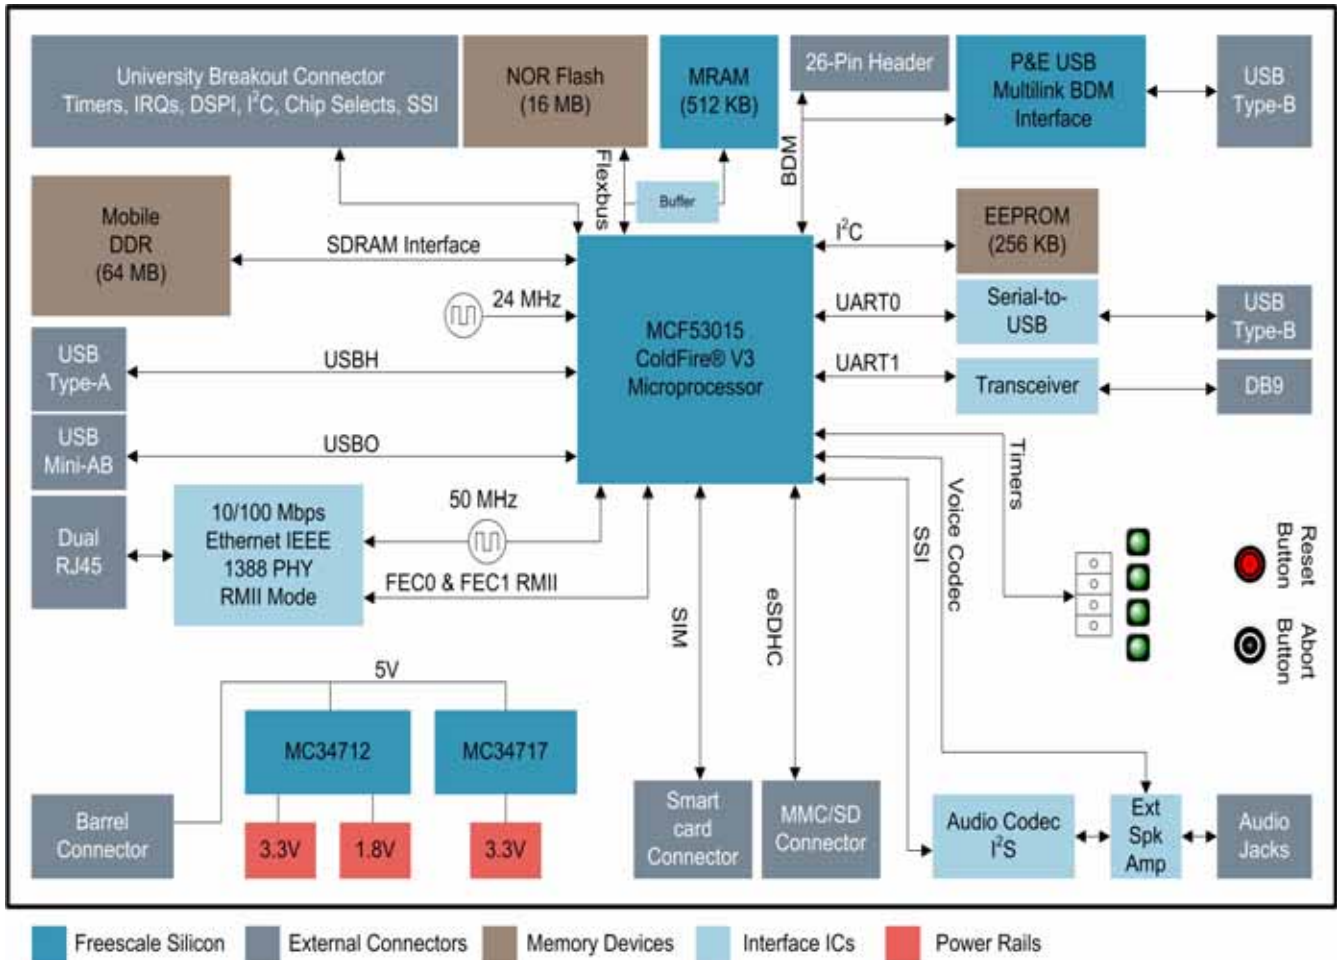 University Breakout Connector
Timers, IRQs, DSPI, I²C, Chip Selects, SSI
NOR Flash
(16 MB)
MRAM
(512 KB)
26-Pin Header
P&E USB
Multilink BDM
Interface
USB
Type-B
Flexbus
Buffer
BDM
Mobile
DDR
(64 MB)
SDRAM Interface
I²C
EEPROM
(256 KB)
24 MHz
MCF53015
ColdFire® V3
Microprocessor
UART0
Serial-to-
USB
USB
Type-B
USB
Type-A
USBH
UART1
Transceiver
DB9
USB
Mini-AB
USBO
Timers
Voice Codec
SSI
Dual
RJ45
10/100 Mbps
Ethernet IEEE
1388 PHY
RMII Mode
50 MHz
FEC0 & FEC1 RMII
SIM
eSDHC
Reset
Button
Abort
Button
5V
MC34712
MC34717
Barrel
Connector
3.3V
1.8V
3.3V
Smart
card
Connector
MMC/SD
Connector
Audio Codec
I²S
Ext
Spk
Amp
Audio
Jacks
Freescale Silicon
External Connectors
Memory Devices
Interface ICs
Power Rails